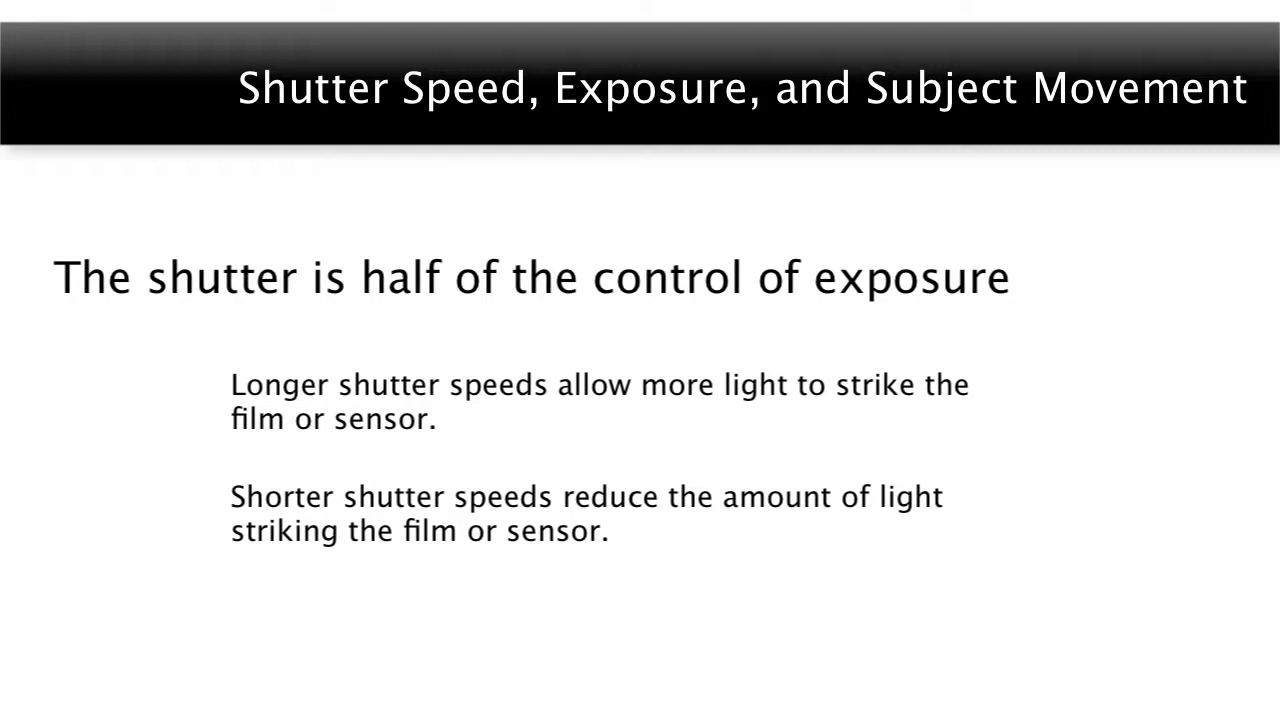 Shutter Speed, Exposure, and Subject Movement
The shutter is half of the control of exposure
Longer shutter speeds allow more light to strike the
film or sensor.
Shorter shutter speeds reduce the amount of light
striking the film or sensor.